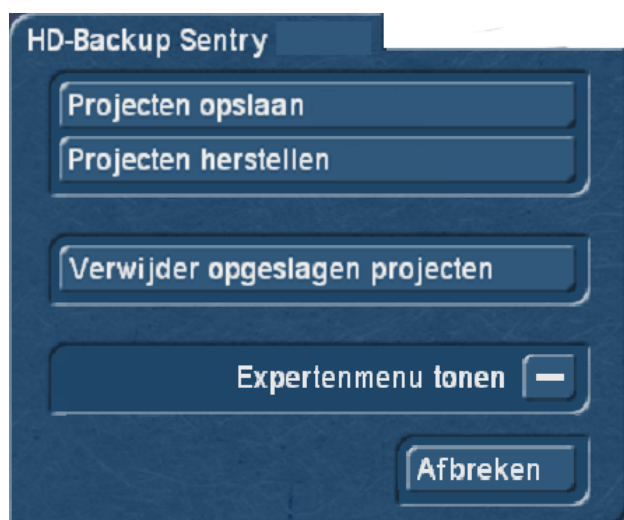 HD-Backup Sentry
Projecten opslaan
Projecten herstellen
Verwijder opgeslagen projecten
Expertenmenu tonen
Afbreken